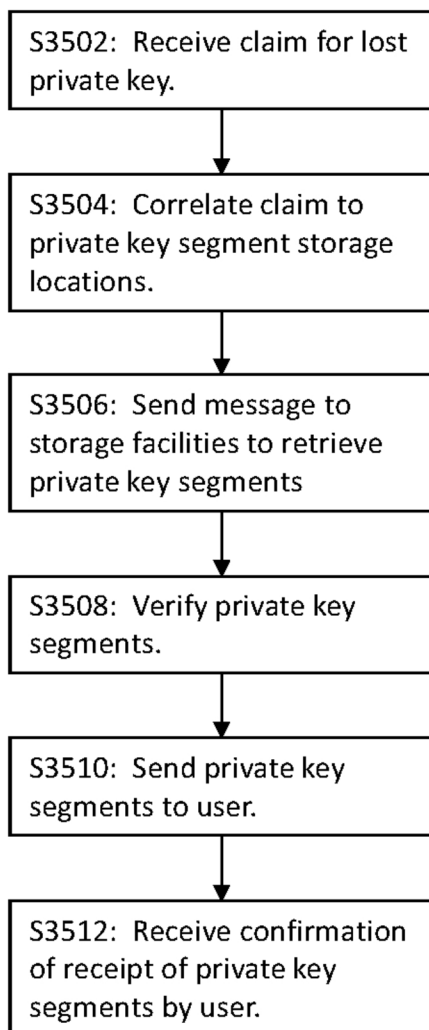 S3502:  Receive claim for lost
private key.
S3504:  Correlate claim to
private key segment storage
locations.
S3506:  Send message to
storage facilities to retrieve
private key segments
S3508:  Verify private key
segments.
S3510:  Send private key
segments to user.
S3512:  Receive confirmation
of receipt of private key
segments by user.